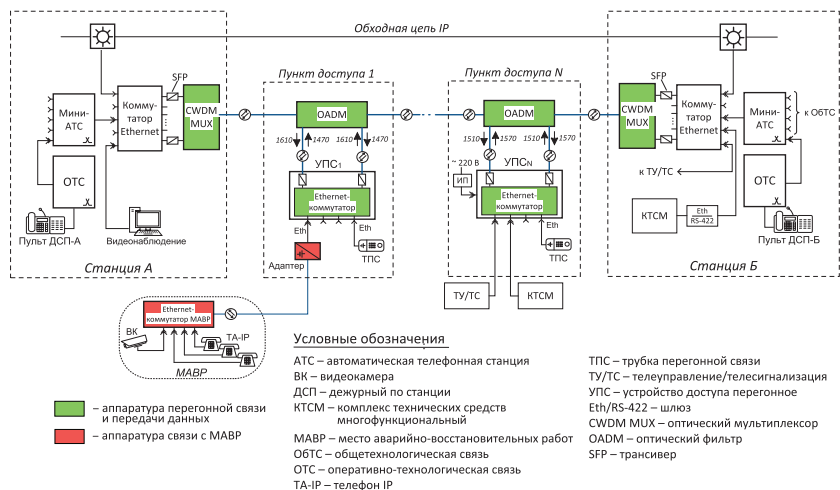 Обходная цепь IP
SFP
Мини-
АТС
Комму-
татор
Ethernet
CWDM
MUX
ОТС
Пульт ДСП-А
Видеонаблюдение
Станция А
Пункт доступа 1
OADM
1610
1470
1610
1470
УПС1
Ethernet-
коммутатор
Eth
Eth
Адаптер
ТПС
Пункт доступа N
OADM
1510
1570
1510
1570
~ 220 В
ИП
УПСN
Ethernet-
коммутатор
Eth
ТПС
ТУ/ТС
КТСМ
SFP
CWDM
MUX
Комму-
татор
Ethernet
Мини-
АТС
к ОбТС
к ТУ/ТС
ОТС
КТСМ
Eth
RS-422
Пульт ДСП-Б
Станция Б
Ethernet-
коммутатор МАВР
ВК
TA-IP
МАВР
– аппаратура перегонной связи
и передачи данных
– аппаратура связи с МАВР
Условные обозначения
АТС – автоматическая телефонная станция
ВК – видеокамера
ДСП – дежурный по станции
КТСМ – комплекс технических средств
многофункциональный
МАВР – место аварийно-восстановительных работ
ОбТС – общетехнологическая связь
ОТС – оперативно-технологическая связь
TA-IP – телефон IP
ТПС – трубка перегонной связи
ТУ/ТС – телеуправление/телесигнализация
УПС – устройство доступа перегонное
Eth/RS-422 – шлюз
CWDM MUX – оптический мультиплексор
OADM – оптический фильтр
SFP – трансивер